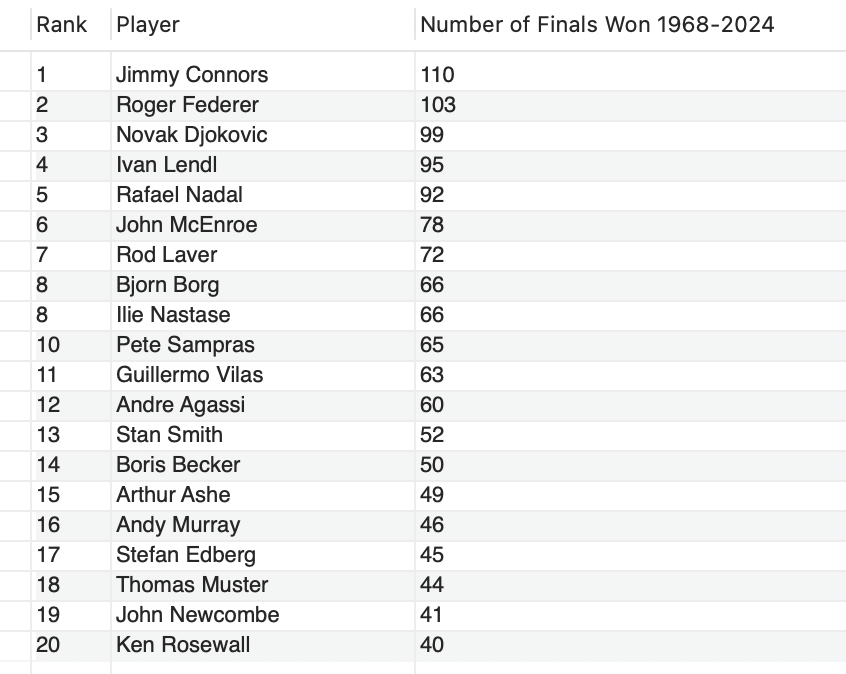 Rank Player Number of Finals Won 1968-2024
1 Jimmy Connors 110
2 Roger Federer 103
3 Novak Djokovic 99
4 Ivan Lendl 95
5 Rafael Nadal 92
6 John McEnroe 78
7 Rod Laver 72
8 Bjorn Borg 66
8 Ilie Nastase 66
10 Pete Sampras 65
11 Guillermo Vilas 63
12 Andre Agassi 60
13 Stan Smith 52
14 Boris Becker 50
15 Arthur Ashe 49
16 Andy Murray 46
17 Stefan Edberg 45
18 Thomas Muster 44
19 John Newcombe 41
20 Ken Rosewall 40